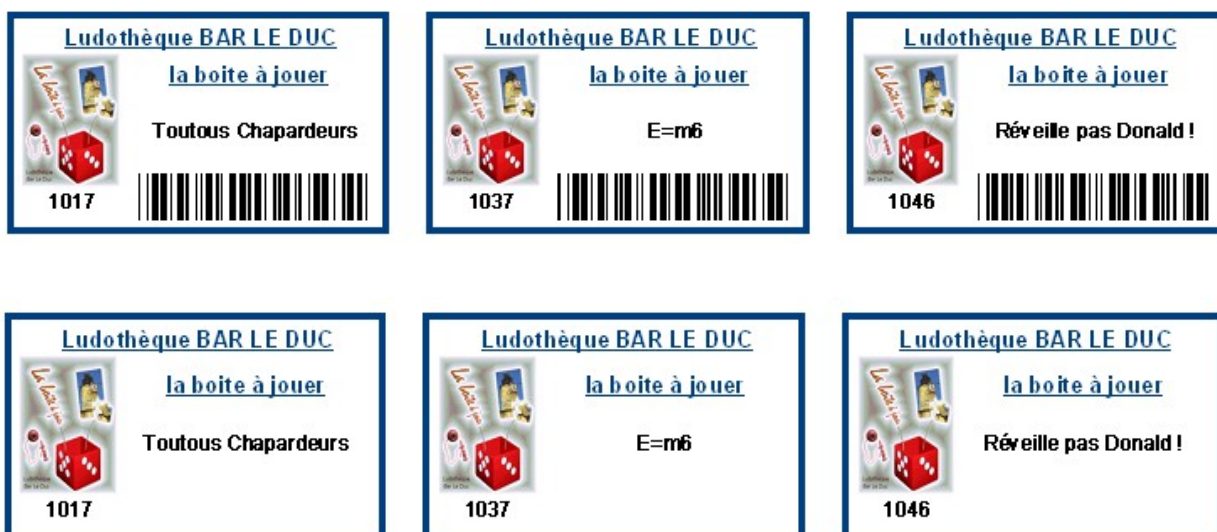 Ludothèque BAR LE DUC
la boite à jouer
Toutous Chapardeurs
1017
Ludothèque BAR LE DUC
la boite à jouer
E=m6
1037
Ludothèque BAR LE DUC
la boite à jouer
Réveille pas Donald !
1046
Ludothèque BAR LE DUC
la boite à jouer
Toutous Chapardeurs
1017
Ludothèque BAR LE DUC
la boite à jouer
E=m6
1037
Ludothèque BAR LE DUC
la boite à jouer
Réveille pas Donald !
1046